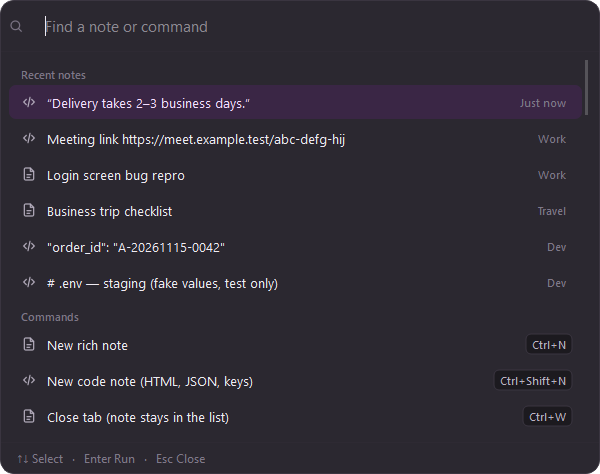 Find a note or command
Recent notes
“Delivery takes 2–3 business days.” Just now
Meeting link https://meet.example.test/abc-defg-hij Work
Login screen bug repro Work
Business trip checklist Travel
"order_id": "A-20261115-0042" Dev
# .env — staging (fake values, test only) Dev
Commands
New rich note Ctrl+N
New code note (HTML, JSON, keys) Ctrl+Shift+N
Close tab (note stays in the list) Ctrl+W
↑↓ Select · Enter Run · Esc Close